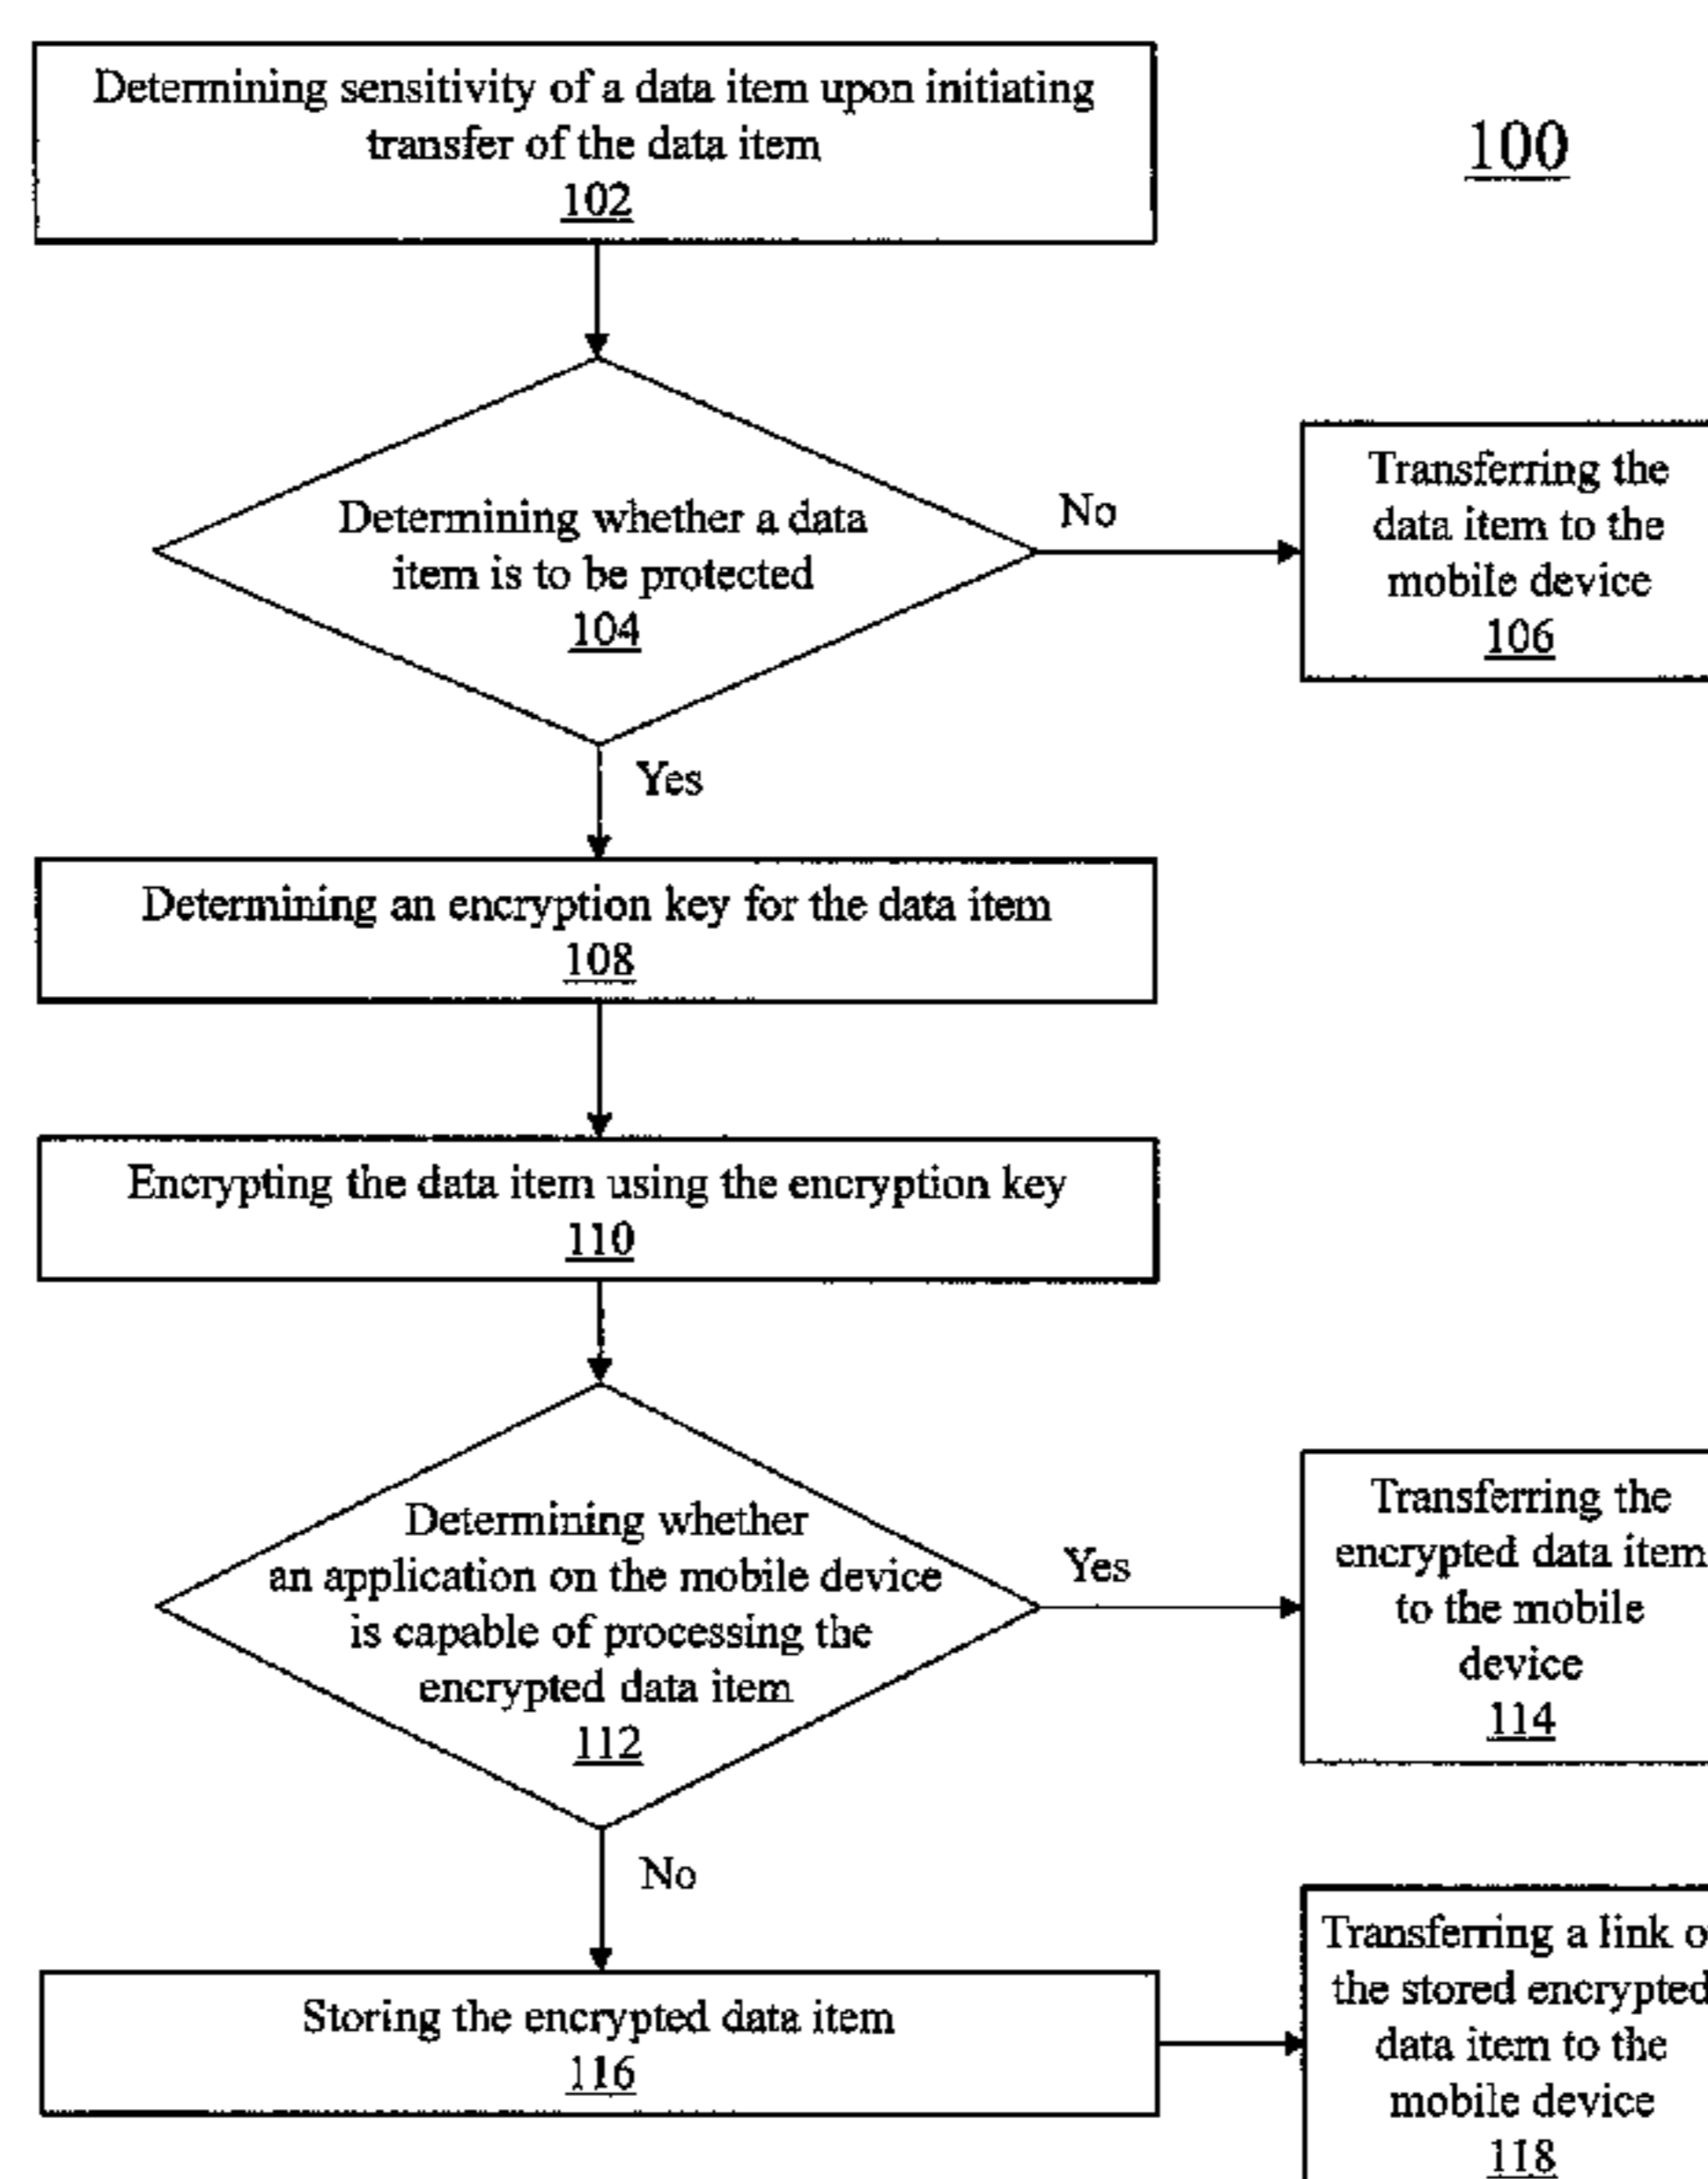 Determining sensitivity of a data item upon initiating
transfer of the data item
102
100
Determining whether a data
item is to be protected
104
No
Transferring the
data item to the
mobile device
106
Yes
Determining an encryption key for the data item
108
Encrypting the data item using the encryption key
110
Determining whether
an application on the mobile device
is capable of processing the
encrypted data item
112
Yes
Transferring the
encrypted data item
to the mobile
device
114
No
Storing the encrypted data item
116
Transferring a link
the stored encrypted
data item to the
mobile device
118